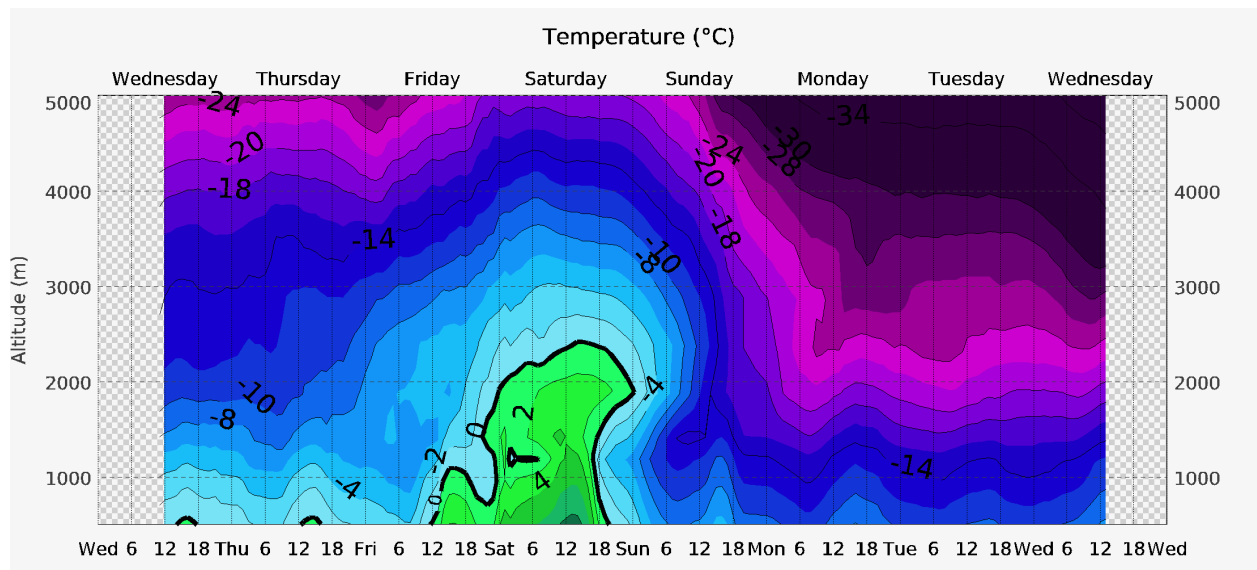 Temperature (°C)
Wednesday Thursday Friday Saturday Sunday Monday Tuesday Wednesday
5000 -24 -34 5000
-20 -24 -30 -28
-20
4000 -18 4000
-18
-14 -10
-8
3000 3000
Altitude (m)
2000 -10 -4 2000
-8 2
0
-2
1000 -4 4 -14 1000
0
Wed 6 12 18 Thu 6 12 18 Fri 6 12 18 Sat 6 12 18 Sun 6 12 18 Mon 6 12 18 Tue 6 12 18 Wed 6 12 18 Wed